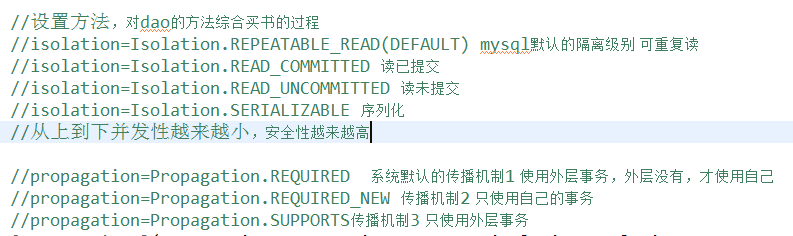 //设置方法，对dao的方法综合买书的过程
//isolation=Isolation.REPEATABLE_READ(DEFAULT) mysql默认的隔离级别 可重复读
//isolation=Isolation.READ_COMMITTED 读已提交
//isolation=Isolation.READ_UNCOMMITTED 读未提交
//isolation=Isolation.SERIALIZABLE 序列化
//从上到下并发性越来越小，安全性越来越高
//propagation=Propagation.REQUIRED 系统默认的传播机制1 使用外层事务，外层没有，才使用自己
//propagation=Propagation.REQUIRED_NEW 传播机制2 只使用自己的事务
//propagation=Propagation.SUPPORTS传播机制3 只使用外层事务